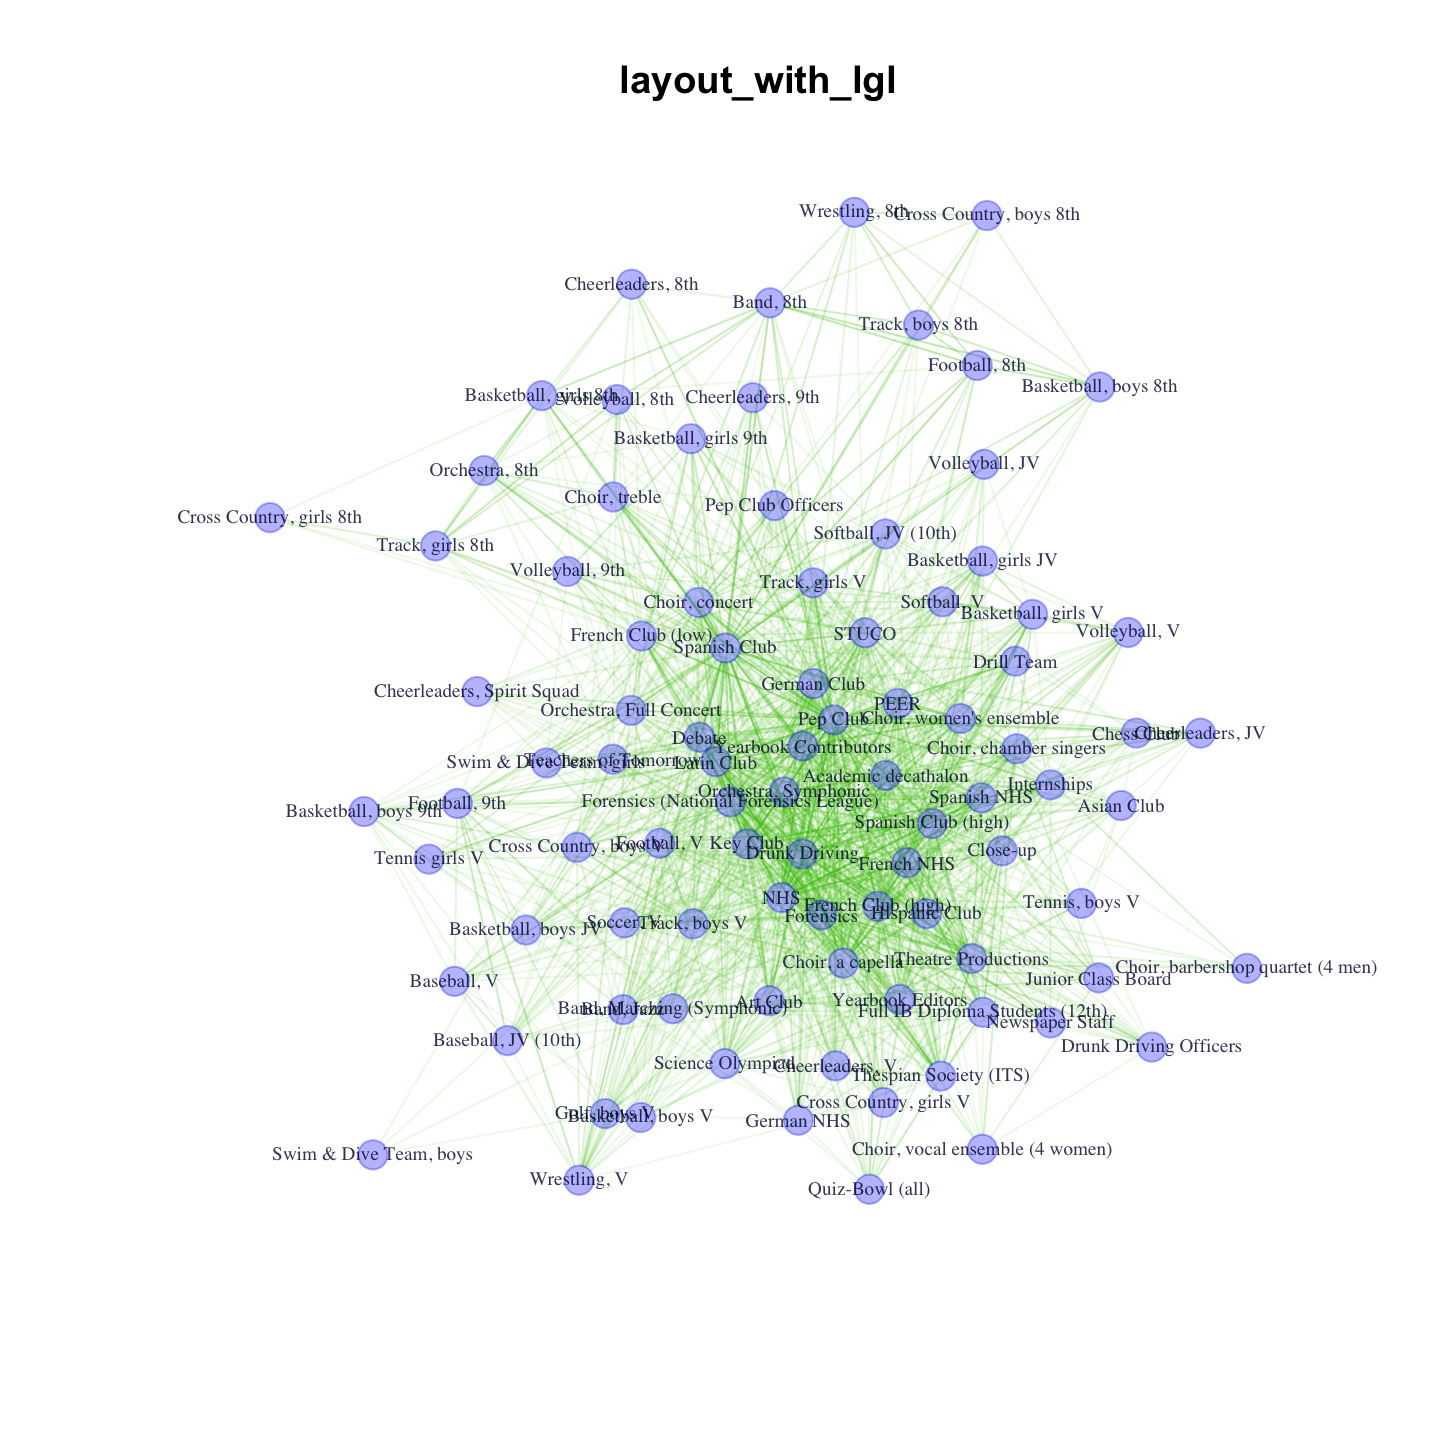 layout_with_lgl
Wrestling, 8th
Cross Country, boys 8th
Cheerleaders, 8th
Band, 8th
Track, boys 8th
Football, 8th
Basketball, boys 8th
Basketball, girls 8th
Volleyball, 8th
Cheerleaders, 9th
Basketball, girls 9th
Volleyball, JV
Orchestra, 8th
Choir, treble
Pep Club Officers
Cross Country, girls 8th
Softball, JV (10th)
Track, girls 8th
Basketball, girls JV
Volleyball, 9th
Track, girls V
Choir, concert
Softball, V
Basketball, girls V
French Club (low)
STUCO
Volleyball, V
Spanish Club
Drill Team
German Club
Cheerleaders, Spirit Squad
PEER
Orchestra, Full Concert
Pep Club
Choir, women's ensemble
Chess Club
Cheerleaders, JV
Debate
Yearbook Contributors
Choir, chamber singers
Swim & Dive Team, girls
Teachers of Tomorrow
Latin Club
Academic decathalon
Internships
Orchestra, Symphonic
Spanish NHS
Forensics (National Forensics League)
Football, 9th
Basketball, boys 9th
Asian Club
Spanish Club (high)
Cross Country, boys V
Football, V
Key Club
Drunk Driving
Close-up
Tennis girls V
French NHS
NHS
French Club (high)
Tennis, boys V
Forensics
Hispanic Club
Soccer, V
Track, boys V
Basketball, boys JV
Choir, a capella
Theatre Productions
Choir, barbershop quartet (4 men)
Junior Class Board
Baseball, V
Art Club
Yearbook Editors
Band, Marching (Symphonic)
Band, Jazz
Full IB Diploma Students (12th)
Newspaper Staff
Baseball, JV (10th)
Drunk Driving Officers
Science Olympiad
Cheerleaders, V
Thespian Society (ITS)
Cross Country, girls V
Golf, boys V
Basketball, boys V
German NHS
Choir, vocal ensemble (4 women)
Swim & Dive Team, boys
Wrestling, V
Quiz-Bowl (all)